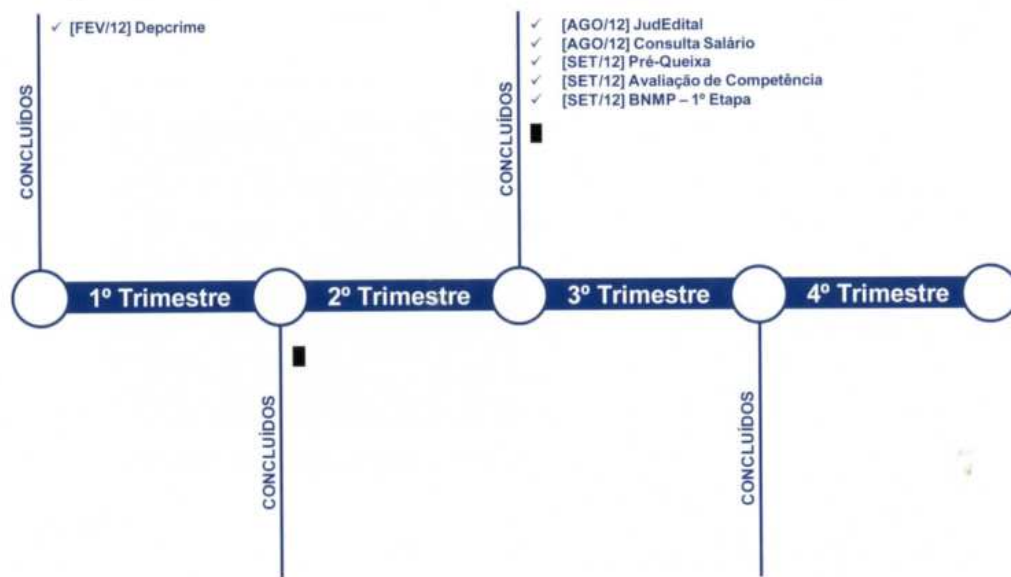 ✓ [FEV/12] Depcrime
CONCLUÍDOS
✓ [AGO/12] JudEdital
✓ [AGO/12] Consulta Salário
✓ [SET/12] Pré-Queixa
✓ [SET/12] Avaliação de Competência
✓ [SET/12] BNMP – 1º Etapa
CONCLUÍDOS
1º Trimestre
2º Trimestre
3º Trimestre
4º Trimestre
CONCLUÍDOS
CONCLUÍDOS